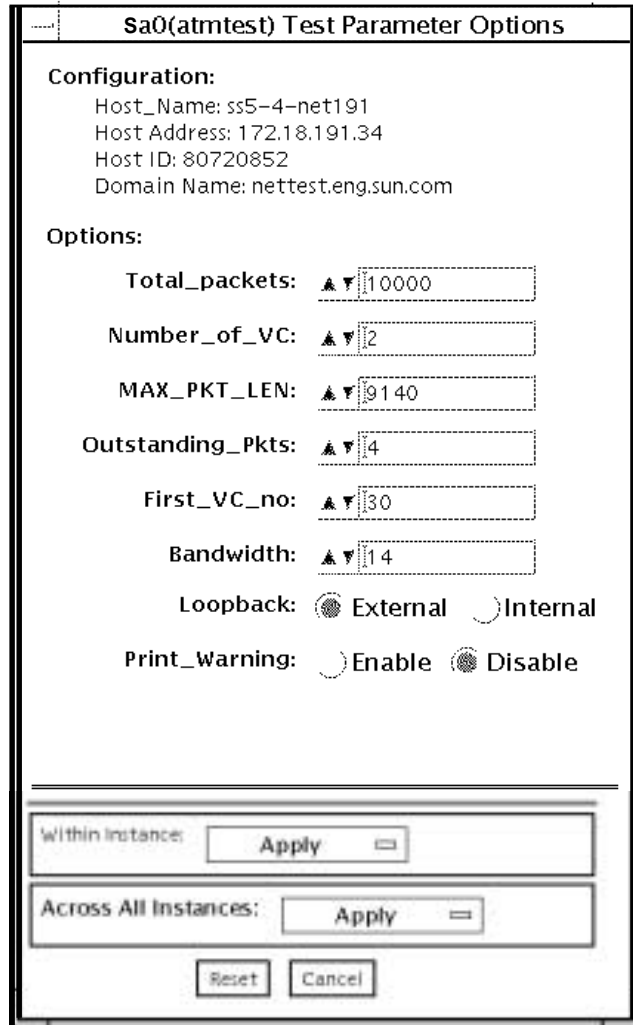 Sa0(atmtest) Test Parameter Options
Configuration:
Host_Name: ss5-4-net191
Host Address: 172.18.191.34
Host ID: 80720852
Domain Name: nettest.eng.sun.com
Options:
Total_packets: 10000
Number_of_VC: 2
MAX_PKT_LEN: 9140
Outstanding_Pkts: 4
First_VC_no: 30
Bandwidth: 14
Loopback: External Internal
Print_Warning: Enable Disable
Within Instance: Apply
Across All Instances: Apply
Reset Cancel